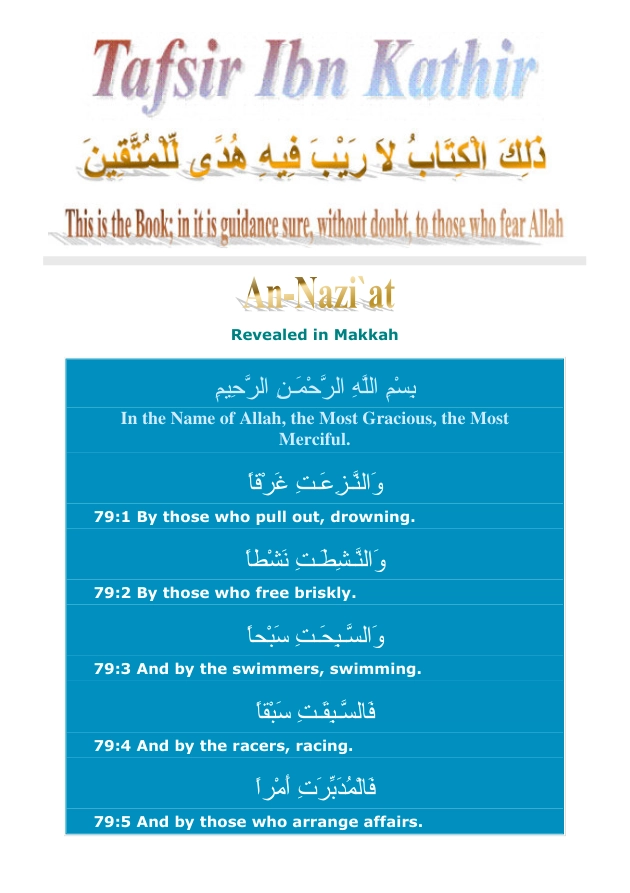 Tafsir Ibn Kathir
ذَلِكَ الْكِتَابُ لاَ رَيْبَ فِيهِ هُدًى لِّلْمُتَّقِينَ
This is the Book; in it is guidance sure, without doubt, to those who fear Allah
An-Nazi`at
Revealed in Makkah
بِسْمِ اللَّهِ الرَّحْمَـنِ الرَّحِيمِ
In the Name of Allah, the Most Gracious, the Most
Merciful.
وَالنَّـزِعَـتِ غَرْقاً
79:1 By those who pull out, drowning.
وَالنَّـشِطَـتِ نَشْطاً
79:2 By those who free briskly.
وَالسَّـبِحَـتِ سَبْحاً
79:3 And by the swimmers, swimming.
فَالسَّـبِقَـتِ سَبْقاً
79:4 And by the racers, racing.
فَالْمُدَبِّرَتِ أَمْراً
79:5 And by those who arrange affairs.